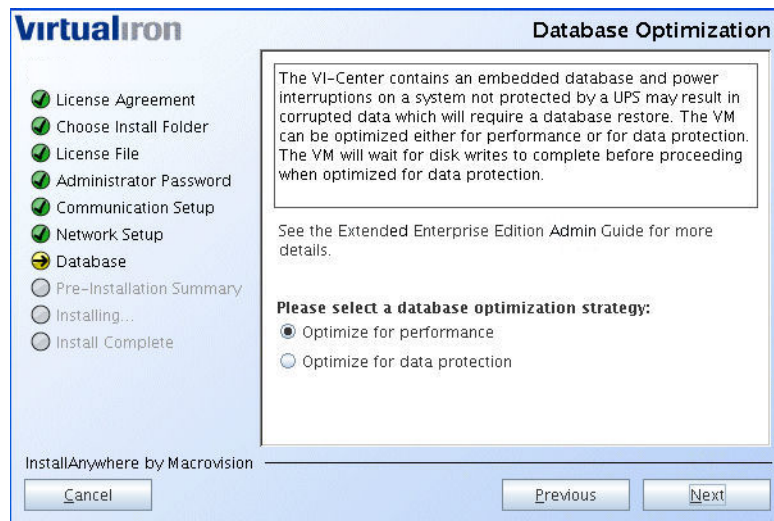 Virtualiron
Database Optimization
License Agreement
Choose Install Folder
License File
Administrator Password
Communication Setup
Network Setup
Database
Pre-Installation Summary
Installing...
Install Complete
The VI-Center contains an embedded database and power
interruptions on a system not protected by a UPS may result in
corrupted data which will require a database restore. The VM
can be optimized either for performance or for data protection.
The VM will wait for disk writes to complete before proceeding
when optimized for data protection.
See the Extended Enterprise Edition Admin Guide for more
details.
Please select a database optimization strategy:
Optimize for performance
Optimize for data protection
InstallAnywhere by Macrovision
Cancel
Previous
Next